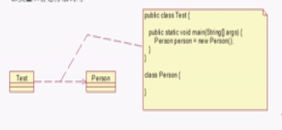 Test
Person
public class Test {
public static void main(String[] args) {
Person person = new Person();
}
}
class Person {
}